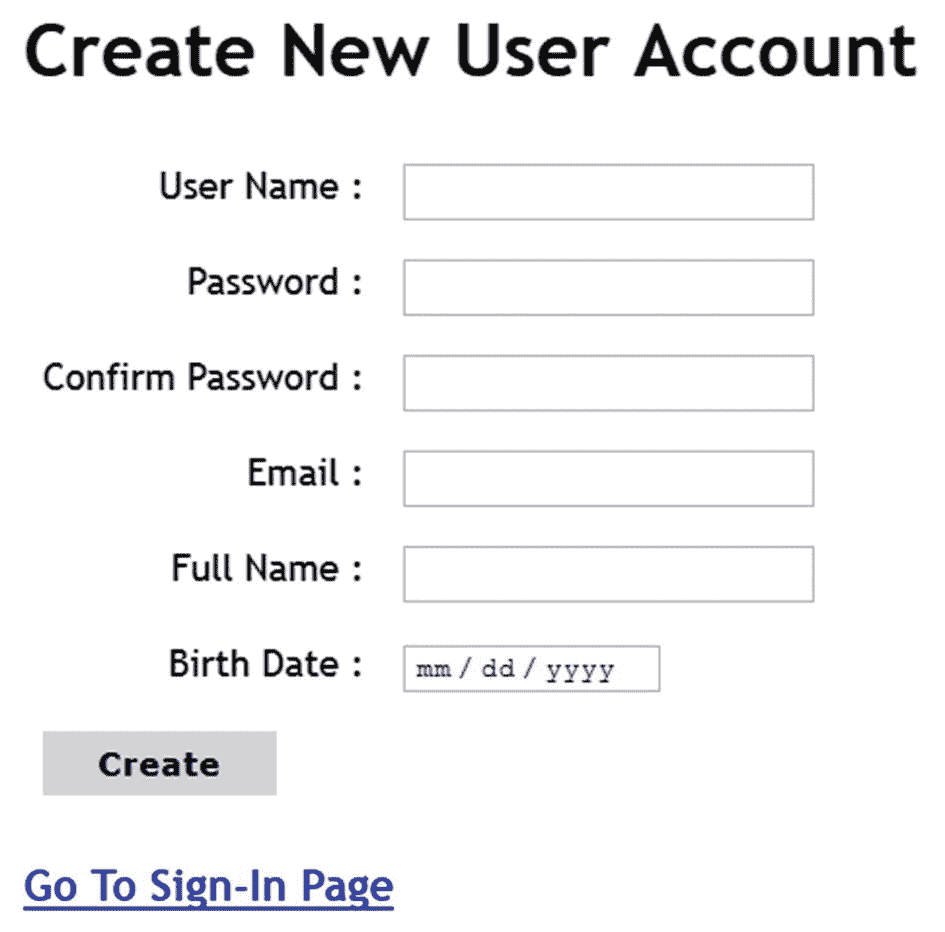 Create New User Account
User Name :
Password :
Confirm Password :
Email :
Full Name :
Birth Date : mm / dd / yyyy
Create
Go To Sign-In Page